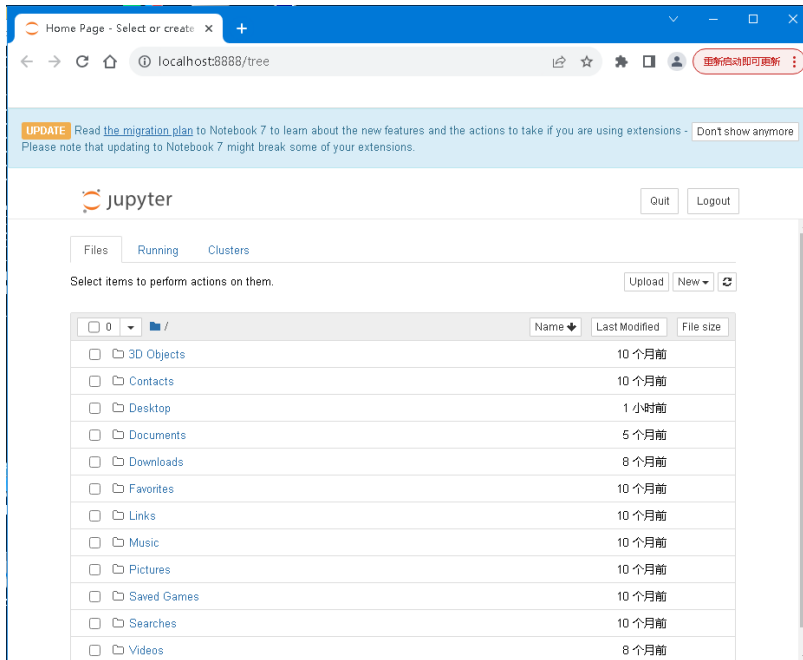 Home Page - Select or create
localhost:8888/tree
重新启动即可更新
UPDATE Read the migration plan to Notebook 7 to learn about the new features and the actions to take if you are using extensions - Don't show anymore
Please note that updating to Notebook 7 might break some of your extensions.
jupyter Quit Logout
Files Running Clusters
Select items to perform actions on them. Upload New
0 / Name Last Modified File size
3D Objects 10 个月前
Contacts 10 个月前
Desktop 1 小时前
Documents 5 个月前
Downloads 8 个月前
Favorites 10 个月前
Links 10 个月前
Music 10 个月前
Pictures 10 个月前
Saved Games 10 个月前
Searches 10 个月前
Videos 8 个月前